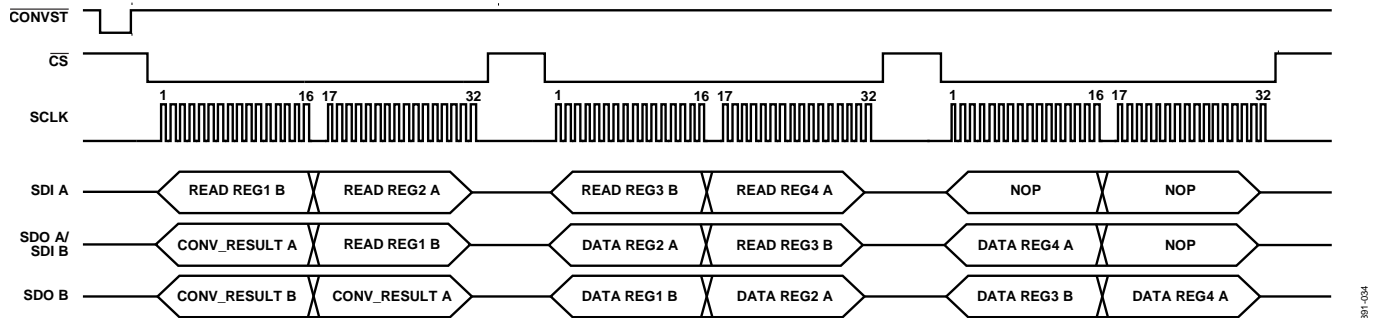 CONVST
CS
1 16 17 32 1 16 17 32 1 16 17 32
SCLK
SDI A READ REG1 B READ REG2 A READ REG3 B READ REG4 A NOP NOP
SDO A/
SDI B CONV_RESULT A READ REG1 B DATA REG2 A READ REG3 B DATA REG4 A NOP
SDO B CONV_RESULT B CONV_RESULT A DATA REG1 B DATA REG2 A DATA REG3 B DATA REG4 A
391-034